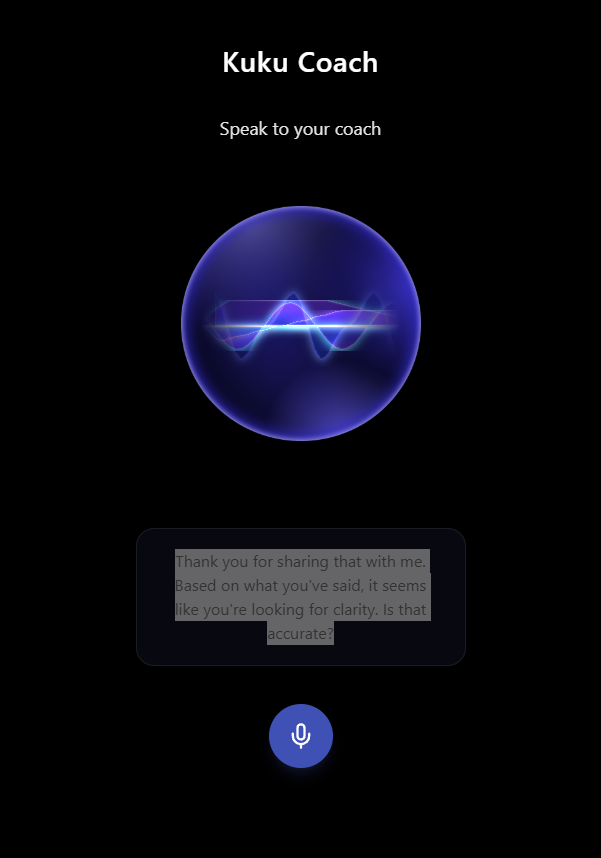 Kuku Coach
Speak to your coach
Thank you for sharing that with me.
Based on what you've said, it seems
like you're looking for clarity. Is that
accurate?